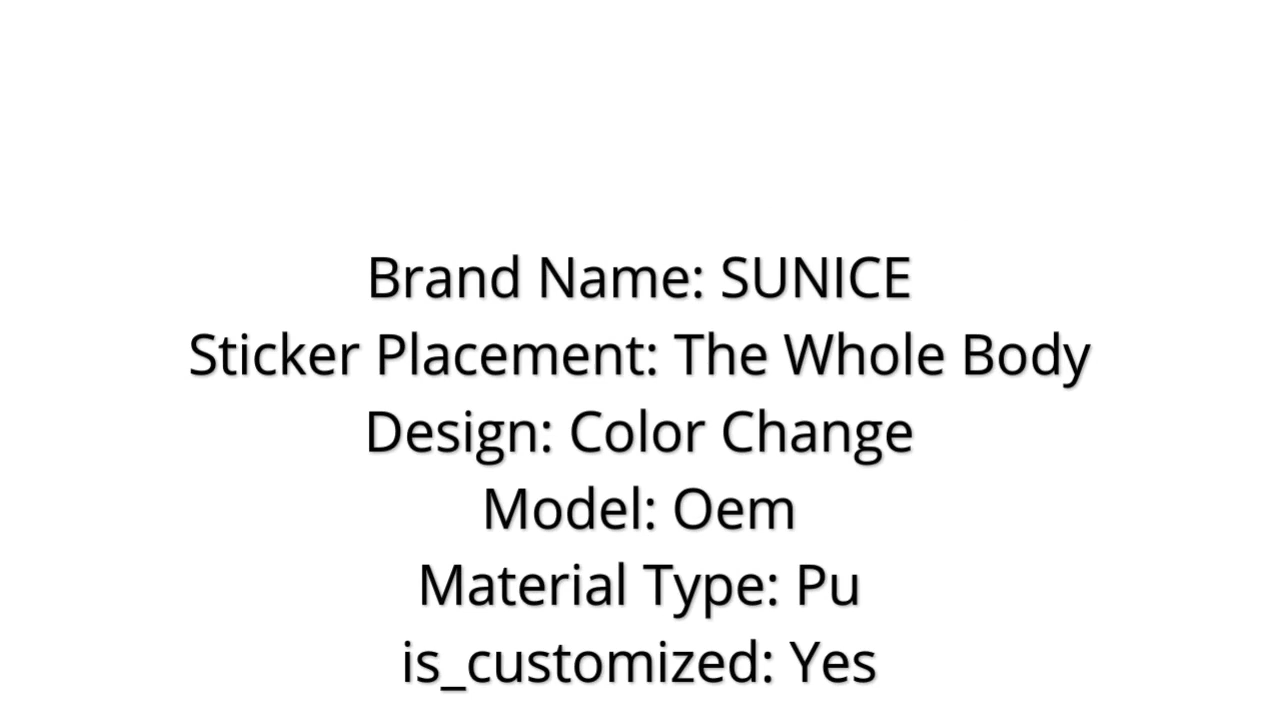 Brand Name: SUNICE
Sticker Placement: The Whole Body
Design: Color Change
Model: Oem
Material Type: Pu
is_customized: Yes